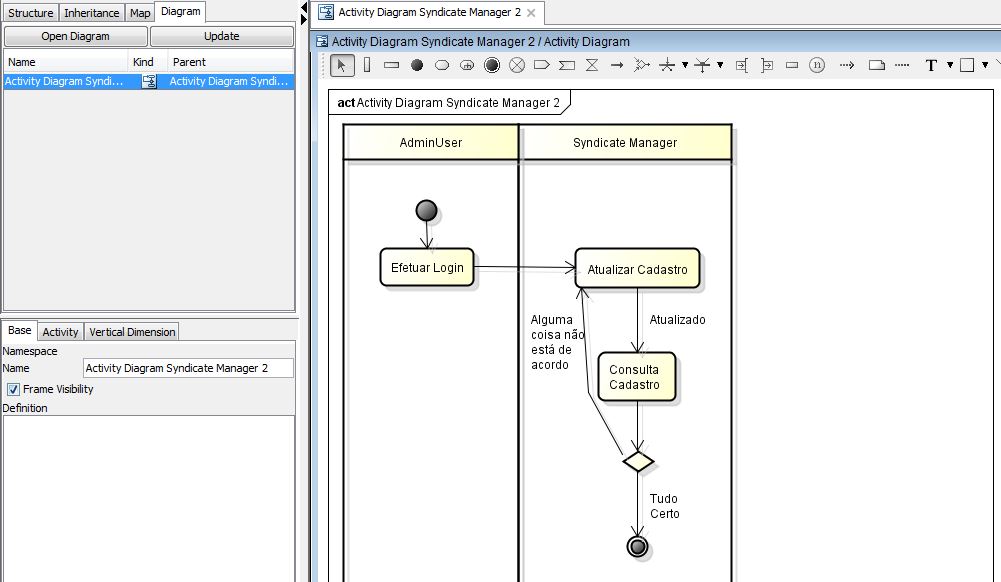 Structure Inheritance Map Diagram
Open Diagram Update
Name Kind Parent
Activity Diagram Syndi... Activity Diagram Syndi...
Base Activity Vertical Dimension
Namespace
Name Activity Diagram Syndicate Manager 2
Frame Visibility
Definition
Activity Diagram Syndicate Manager 2
Activity Diagram Syndicate Manager 2 / Activity Diagram
n T
act Activity Diagram Syndicate Manager 2
AdminUser Syndicate Manager
Efetuar Login
Atualizar Cadastro
Alguma
coisa não
está de
acordo
Atualizado
Consulta
Cadastro
Tudo
Certo